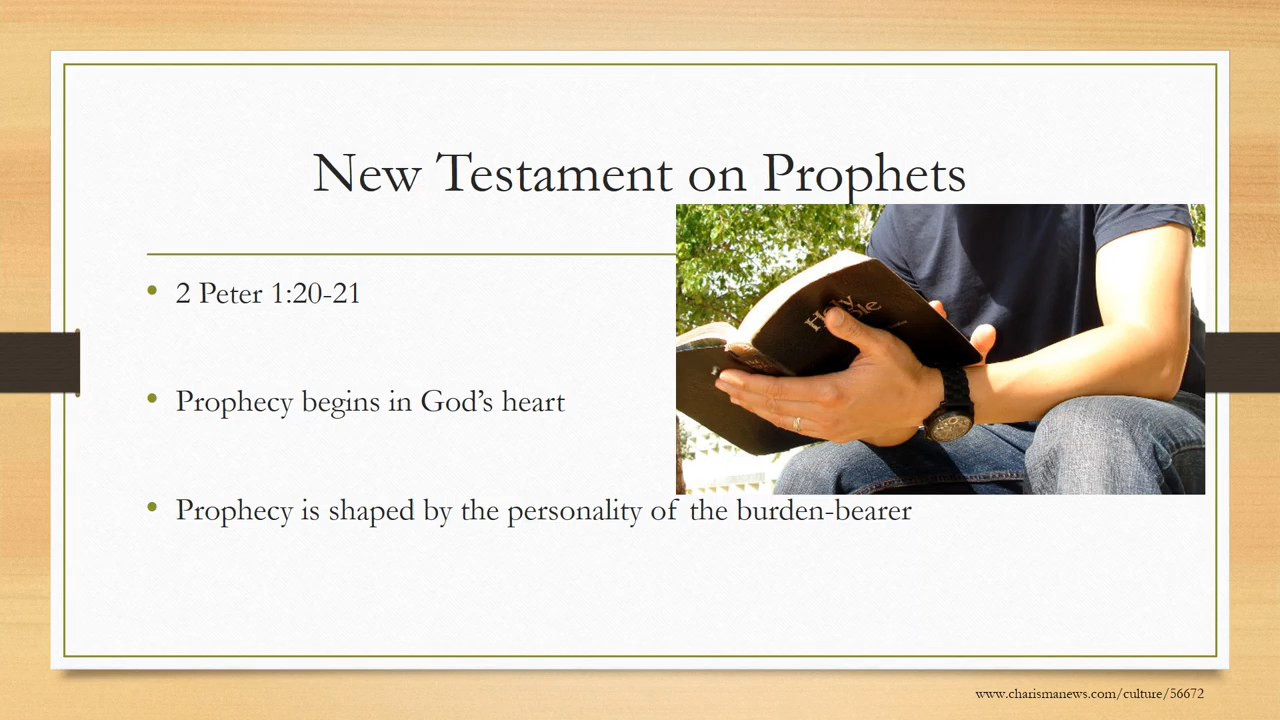 New Testament on Prophets
• 2 Peter 1:20-21
Holy
Bible
• Prophecy begins in God’s heart
• Prophecy is shaped by the personality of the burden-bearer
www.charismanews.com/culture/56672